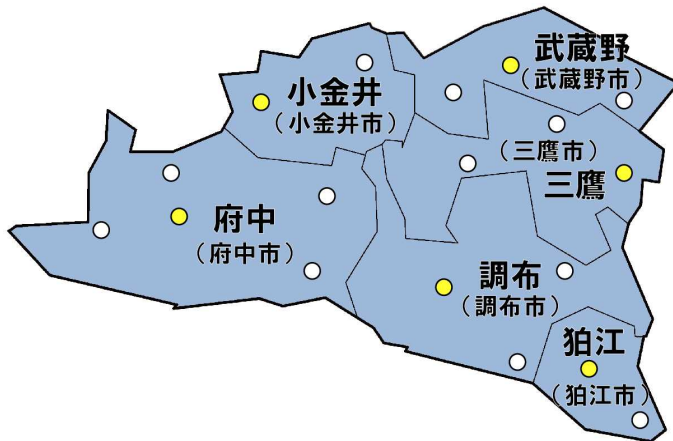 武蔵野
（武蔵野市）
小金井
（小金井市）
（三鷹市）
三鷹
府中
（府中市）
調布
（調布市）
狛江
（狛江市）